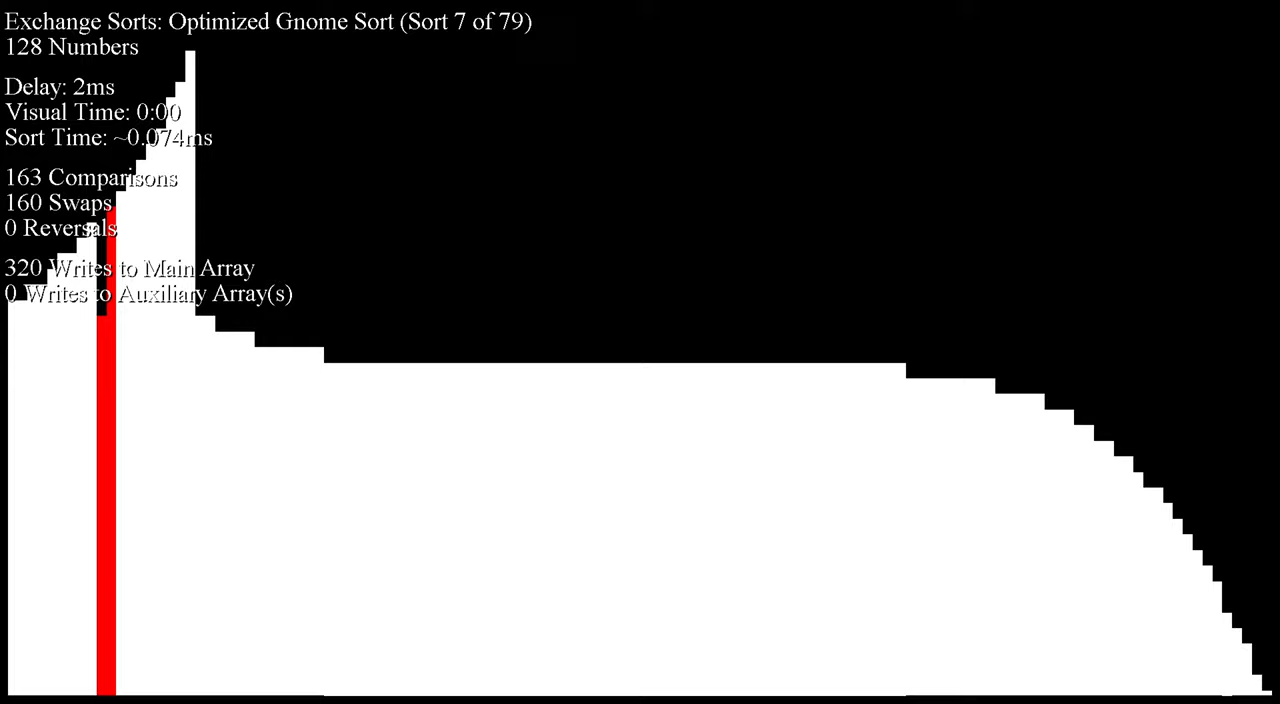 Exchange Sorts: Optimized Gnome Sort (Sort 7 of 79)
128 Numbers
Delay: 2ms
Visual Time: 0:00
Sort Time: ~0.074ms
163 Comparisons
160 Swaps
0 Reversals
320 Writes to Main Array
0 Writes to Auxiliary Array(s)